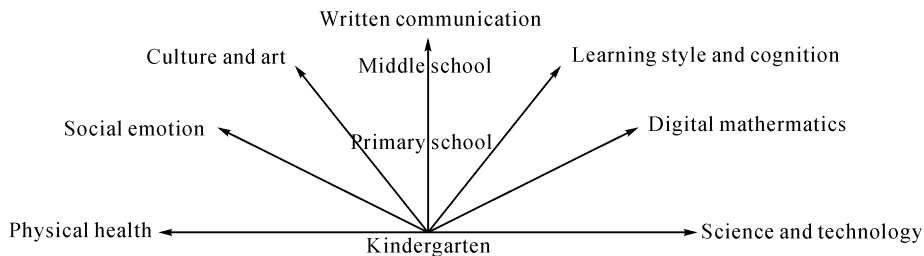 Written communication
Culture and art
Middle school
Learning style and cognition
Social emotion
Primary school
Digital mathermatics
Physical health
Kindergarten
Science and technology